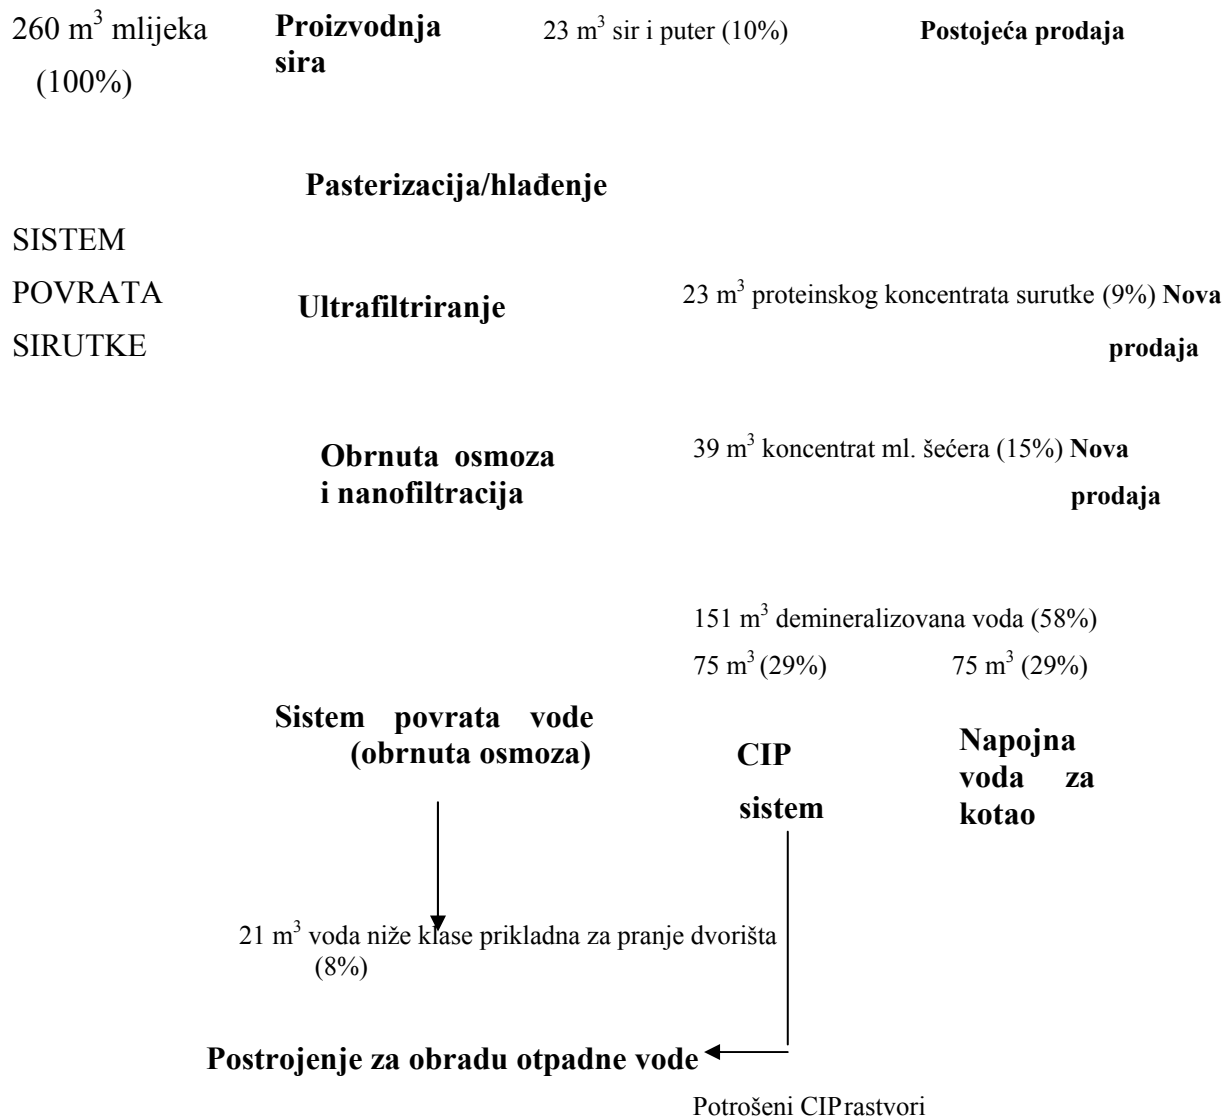 260 m³ mlijeka
(100%)
Proizvodnja
sira
23 m³ sir i puter (10%)
Postojeća prodaja
Pasterizacija/hlađenje
SISTEM
POVRATA
SIRUTKE
Ultrafiltriranje
23 m³ proteinskog koncentrata surutke (9%) Nova
prodaja
Obrnuta osmoza
i nanofiltracija
39 m³ koncentrat ml. šećera (15%) Nova
prodaja
151 m³ demineralizovana voda (58%)
75 m³ (29%)
75 m³ (29%)
Sistem povrata vode
(obrnuta osmoza)
CIP
sistem
Napojna
voda za
kotao
21 m³ voda niže klase prikladna za pranje dvorišta
(8%)
Postrojenje za obradu otpadne vode
Potrošeni CIP rastvori